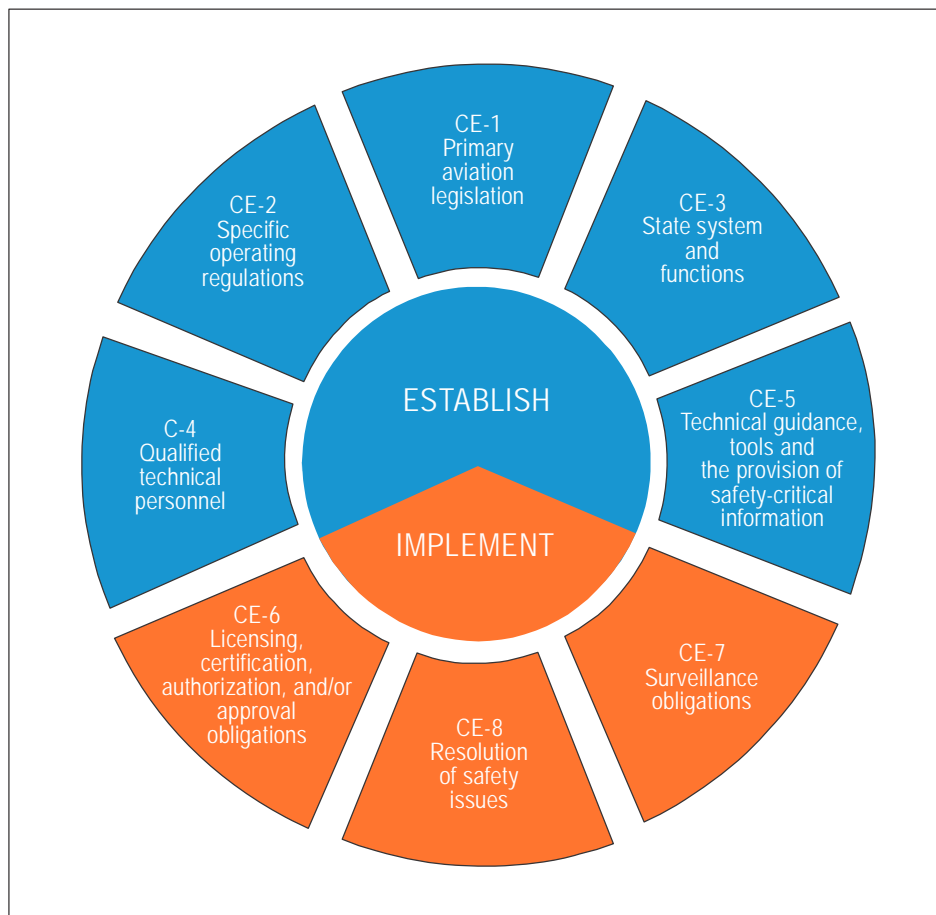 CE-1
Primary
aviation
legislation
CE-2
Specific
operating
regulations
CE-3
State system
and
functions
ESTABLISH
C-4
Qualified
technical
personnel
CE-5
Technical guidance,
tools and
the provision of
safety-critical
information
IMPLEMENT
CE-6
Licensing,
certification,
authorization, and/or
approval
obligations
CE-7
Surveillance
obligations
CE-8
Resolution
of safety
issues